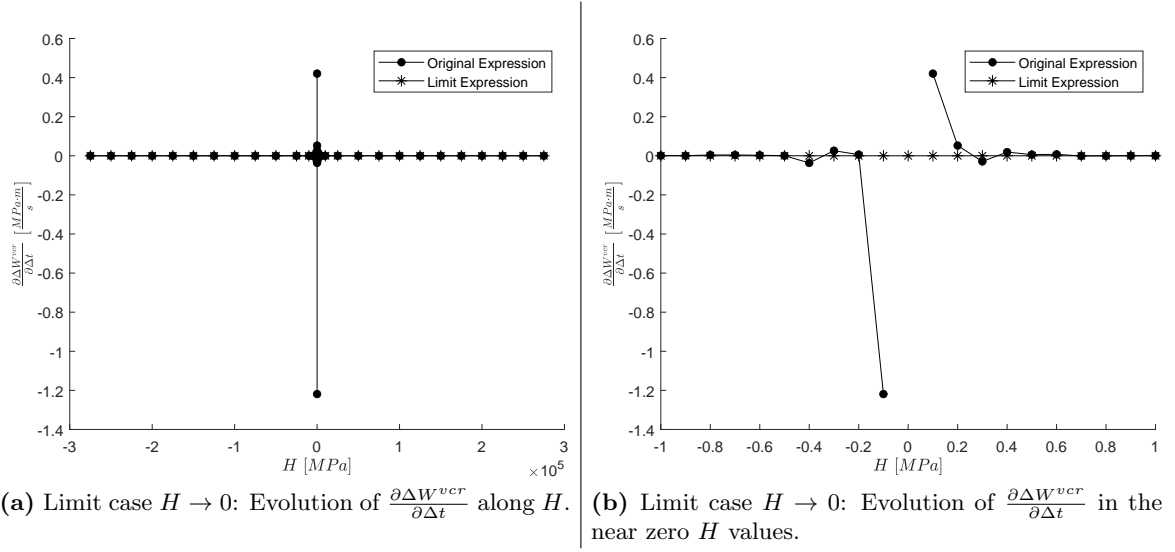 0.6
0.4
0.2
0
-0.2
-0.4
-0.6
-0.8
-1
-1.2
-1.4
Original Expression
Limit Expression
∂ΔW^{vcr}/∂Δt [MPa·m/s]
-3 -2 -1 0 1 2 3
H [MPa]
×10^5
(a) Limit case H → 0: Evolution of ∂ΔW^{vcr}/∂Δt along H.
0.6
0.4
0.2
0
-0.2
-0.4
-0.6
-0.8
-1
-1.2
-1.4
Original Expression
Limit Expression
∂ΔW^{vcr}/∂Δt [MPa·m/s]
-1 -0.8 -0.6 -0.4 -0.2 0 0.2 0.4 0.6 0.8 1
H [MPa]
(b) Limit case H → 0: Evolution of ∂ΔW^{vcr}/∂Δt in the
near zero H values.